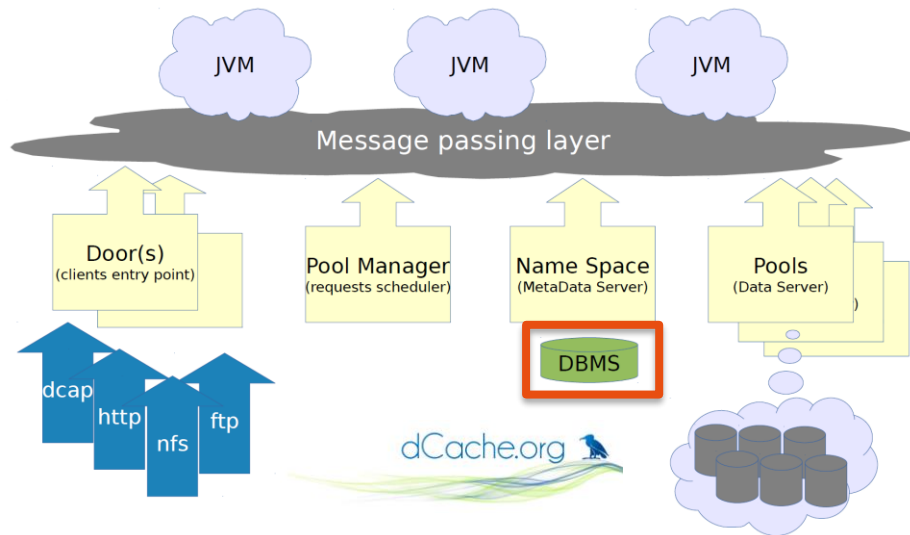 JVM
JVM
JVM
Message passing layer
Door(s)
(clients entry point)
Pool Manager
(requests scheduler)
Name Space
(MetaData Server)
Pools
(Data Server)
DBMS
dcap
http
nfs
ftp
dCache.org